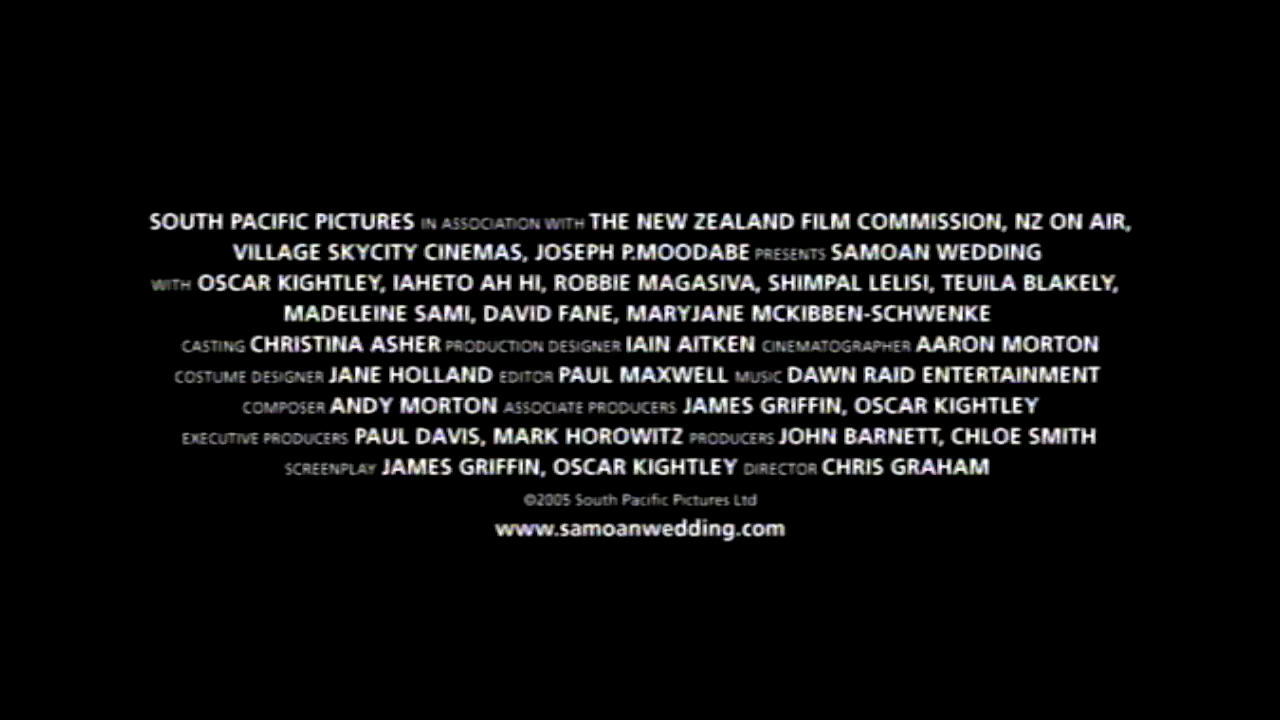 SOUTH PACIFIC PICTURES IN ASSOCIATION WITH THE NEW ZEALAND FILM COMMISSION, NZ ON AIR,
VILLAGE SKYCITY CINEMAS, JOSEPH P.MOODABE PRESENTS SAMOAN WEDDING
WITH OSCAR KIGHTLEY, IAHETO AH HI, ROBBIE MAGASIVA, SHIMPAL LELISI, TEUILA BLAKELY,
MADELEINE SAMI, DAVID FANE, MARYJANE MCKIBBEN-SCHWENKE
CASTING CHRISTINA ASHER PRODUCTION DESIGNER IAIN AITKEN CINEMATOGRAPHER AARON MORTON
COSTUME DESIGNER JANE HOLLAND EDITOR PAUL MAXWELL MUSIC DAWN RAID ENTERTAINMENT
COMPOSER ANDY MORTON ASSOCIATE PRODUCERS JAMES GRIFFIN, OSCAR KIGHTLEY
EXECUTIVE PRODUCERS PAUL DAVIS, MARK HOROWITZ PRODUCERS JOHN BARNETT, CHLOE SMITH
SCREENPLAY JAMES GRIFFIN, OSCAR KIGHTLEY DIRECTOR CHRIS GRAHAM
©2005 South Pacific Pictures Ltd
www.samoanwedding.com